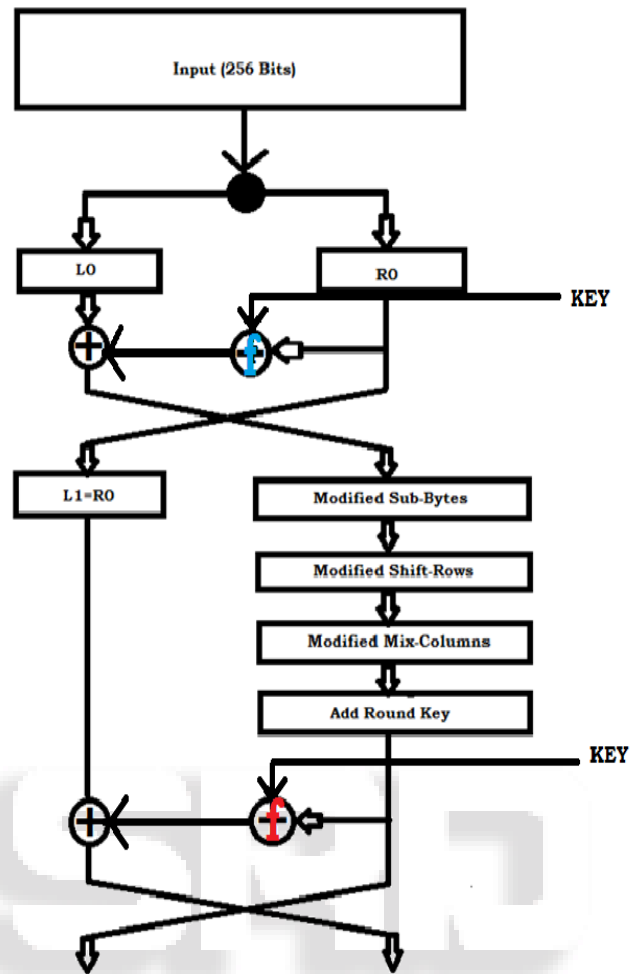 Input (256 Bits)
L0
R0
KEY
+
f
L1=R0
Modified Sub-Bytes
Modified Shift-Rows
Modified Mix-Columns
Add Round Key
KEY
+
f